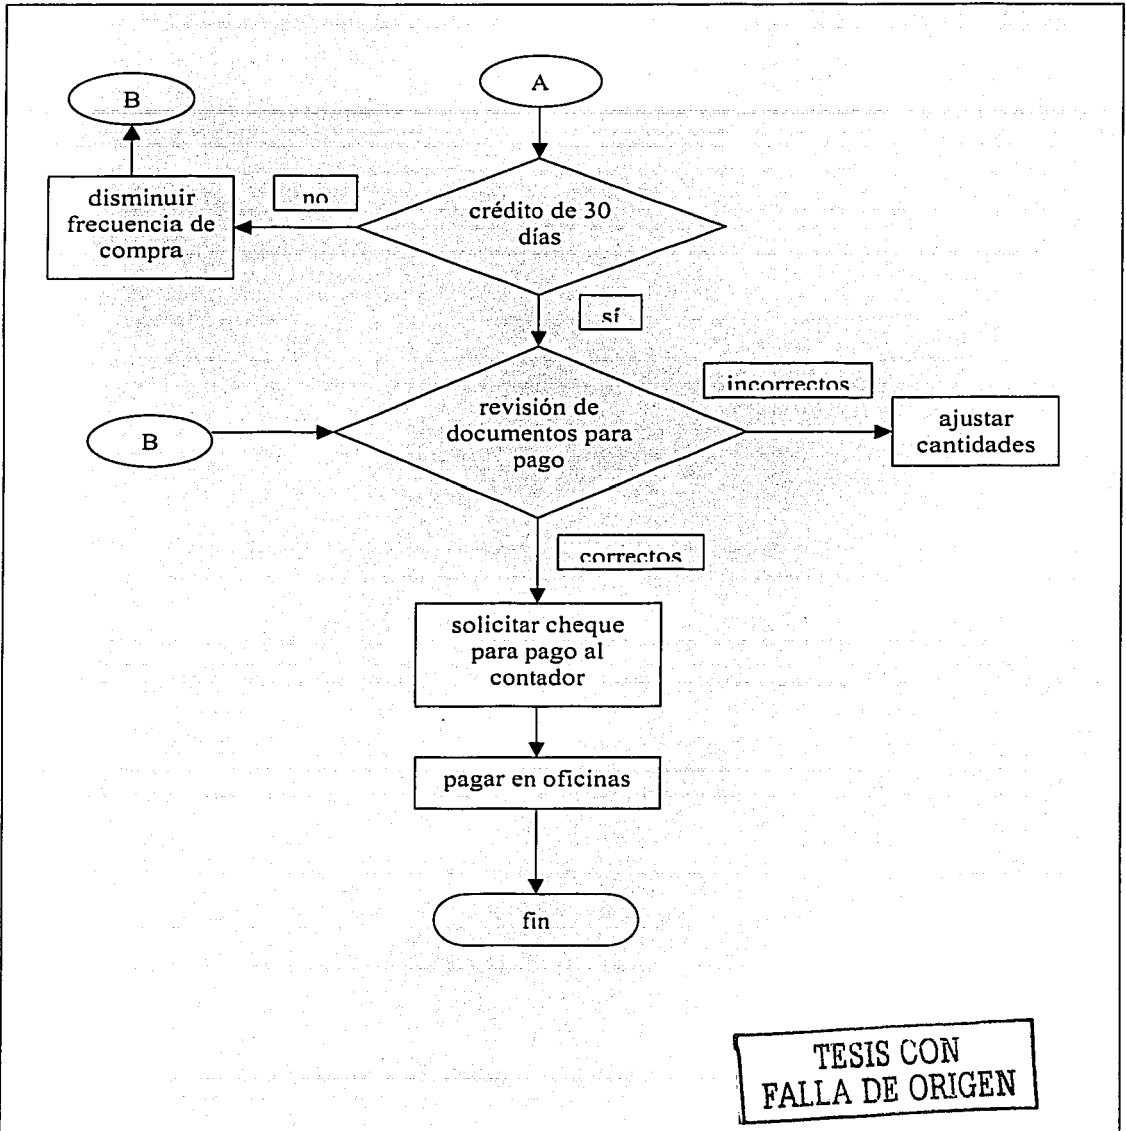 A
B
disminuir
frecuencia de
compra
no
crédito de 30
días
sí
incorrectos
revisión de
documentos para
pago
ajustar
cantidades
B
correctos
solicitar cheque
para pago al
contador
pagar en oficinas
fin
TESIS CON
FALLA DE ORIGEN